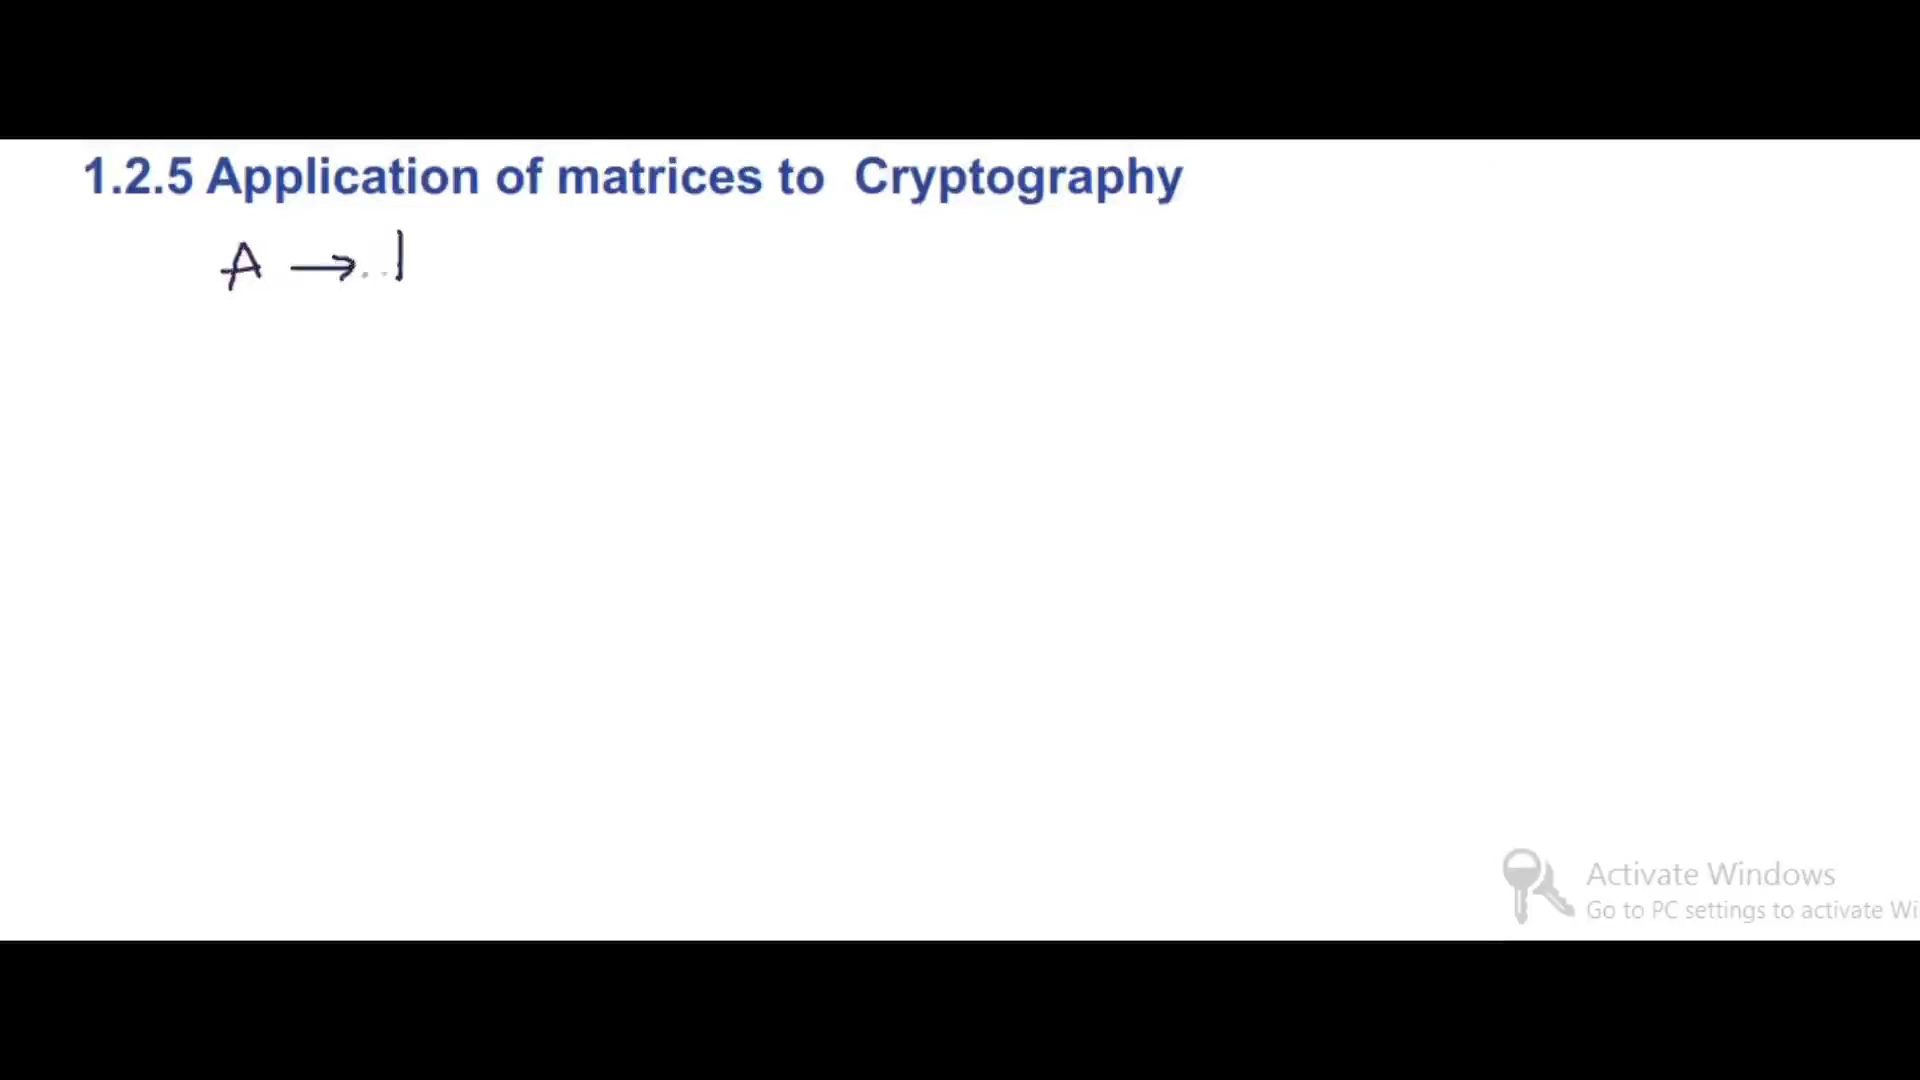 1.2.5 Application of matrices to Cryptography
A → 1
Activate Windows
Go to PC settings to activate Wi